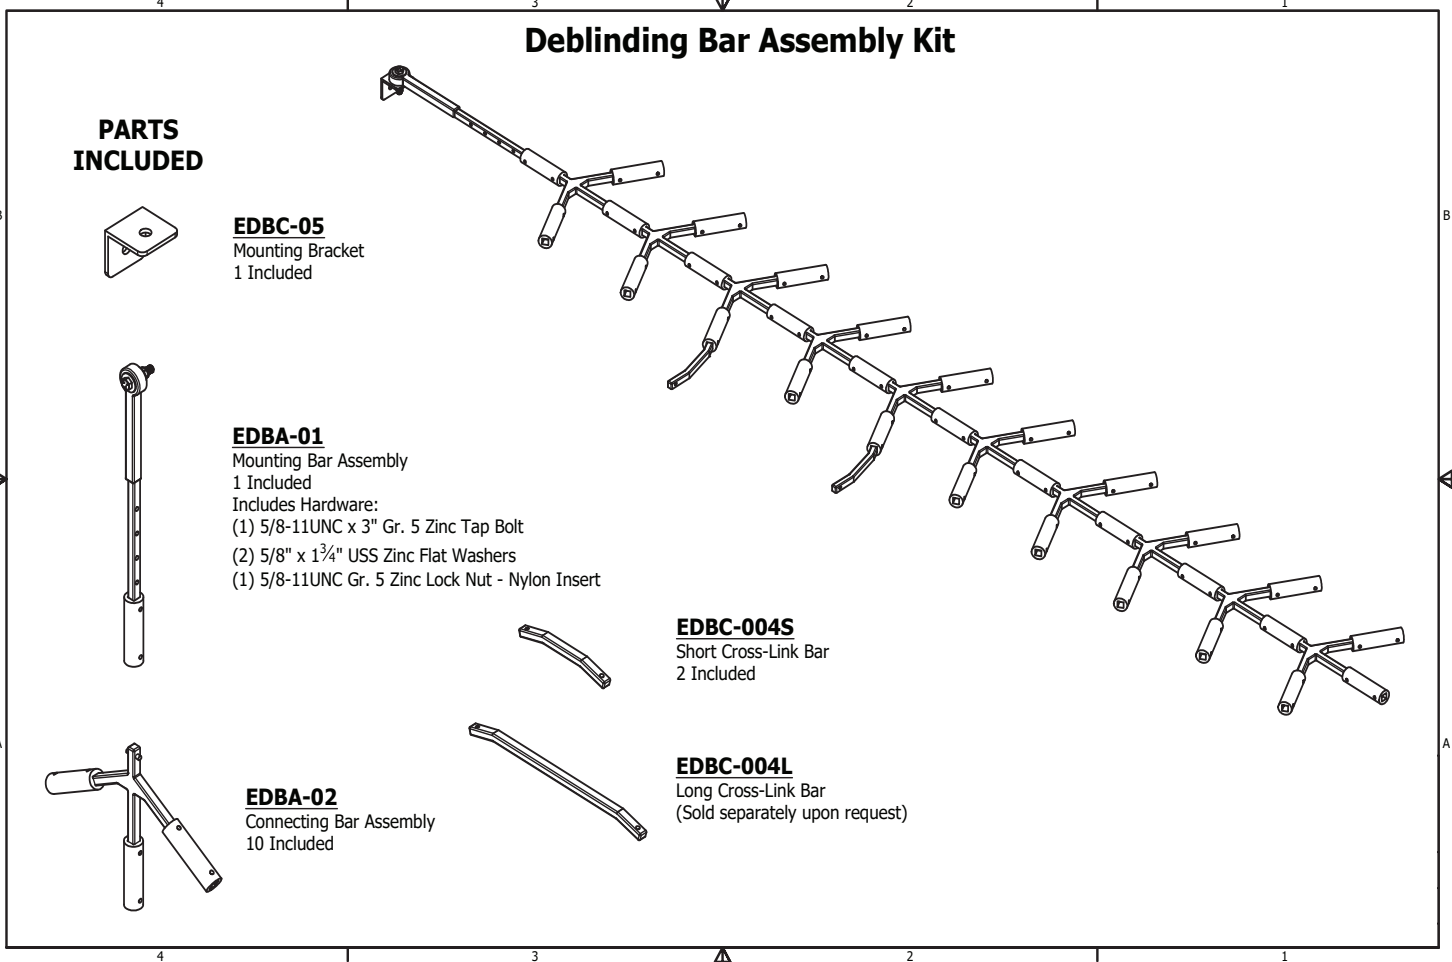 4 3 2 1
Deblinding Bar Assembly Kit
PARTS
INCLUDED
B
B
EDBC-05
Mounting Bracket
1 Included
EDBA-01
Mounting Bar Assembly
1 Included
Includes Hardware:
(1) 5/8-11UNC x 3" Gr. 5 Zinc Tap Bolt
(2) 5/8" x 1¾" USS Zinc Flat Washers
(1) 5/8-11UNC Gr. 5 Zinc Lock Nut - Nylon Insert
EDBC-004S
Short Cross-Link Bar
2 Included
A
A
EDBC-004L
Long Cross-Link Bar
(Sold separately upon request)
EDBA-02
Connecting Bar Assembly
10 Included
4 3 2 1